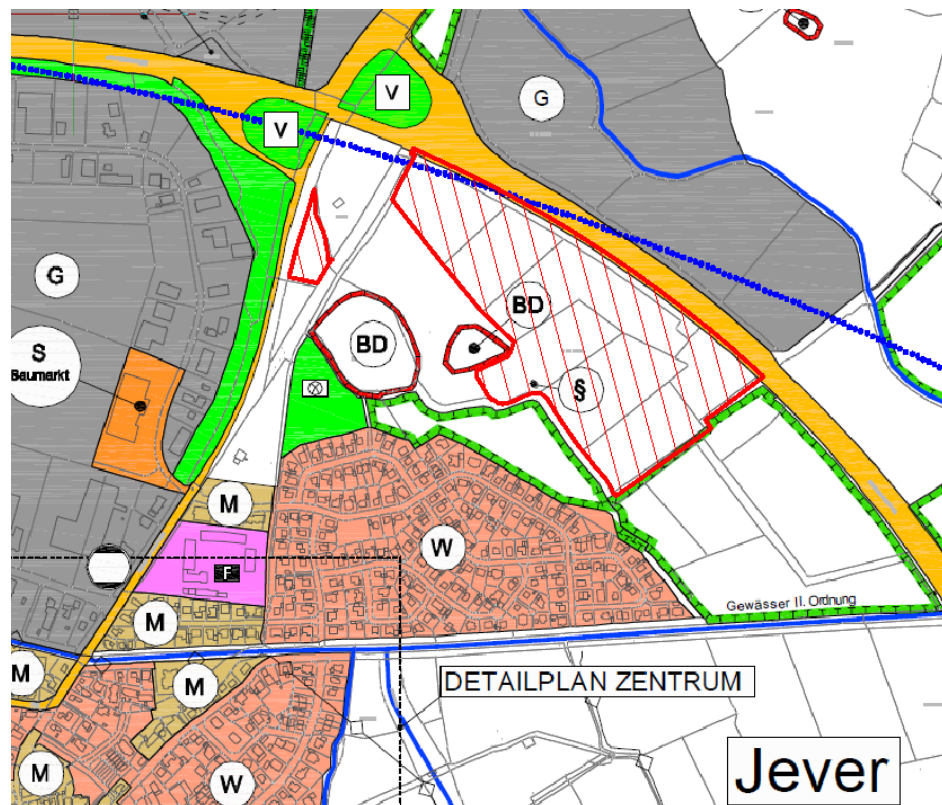 V
V
G
G
S
Baumarkt
BD
BD
§
M
W
F
M
Gewässer II. Ordnung
M
M
DETAILPLAN ZENTRUM
M
W
Jever